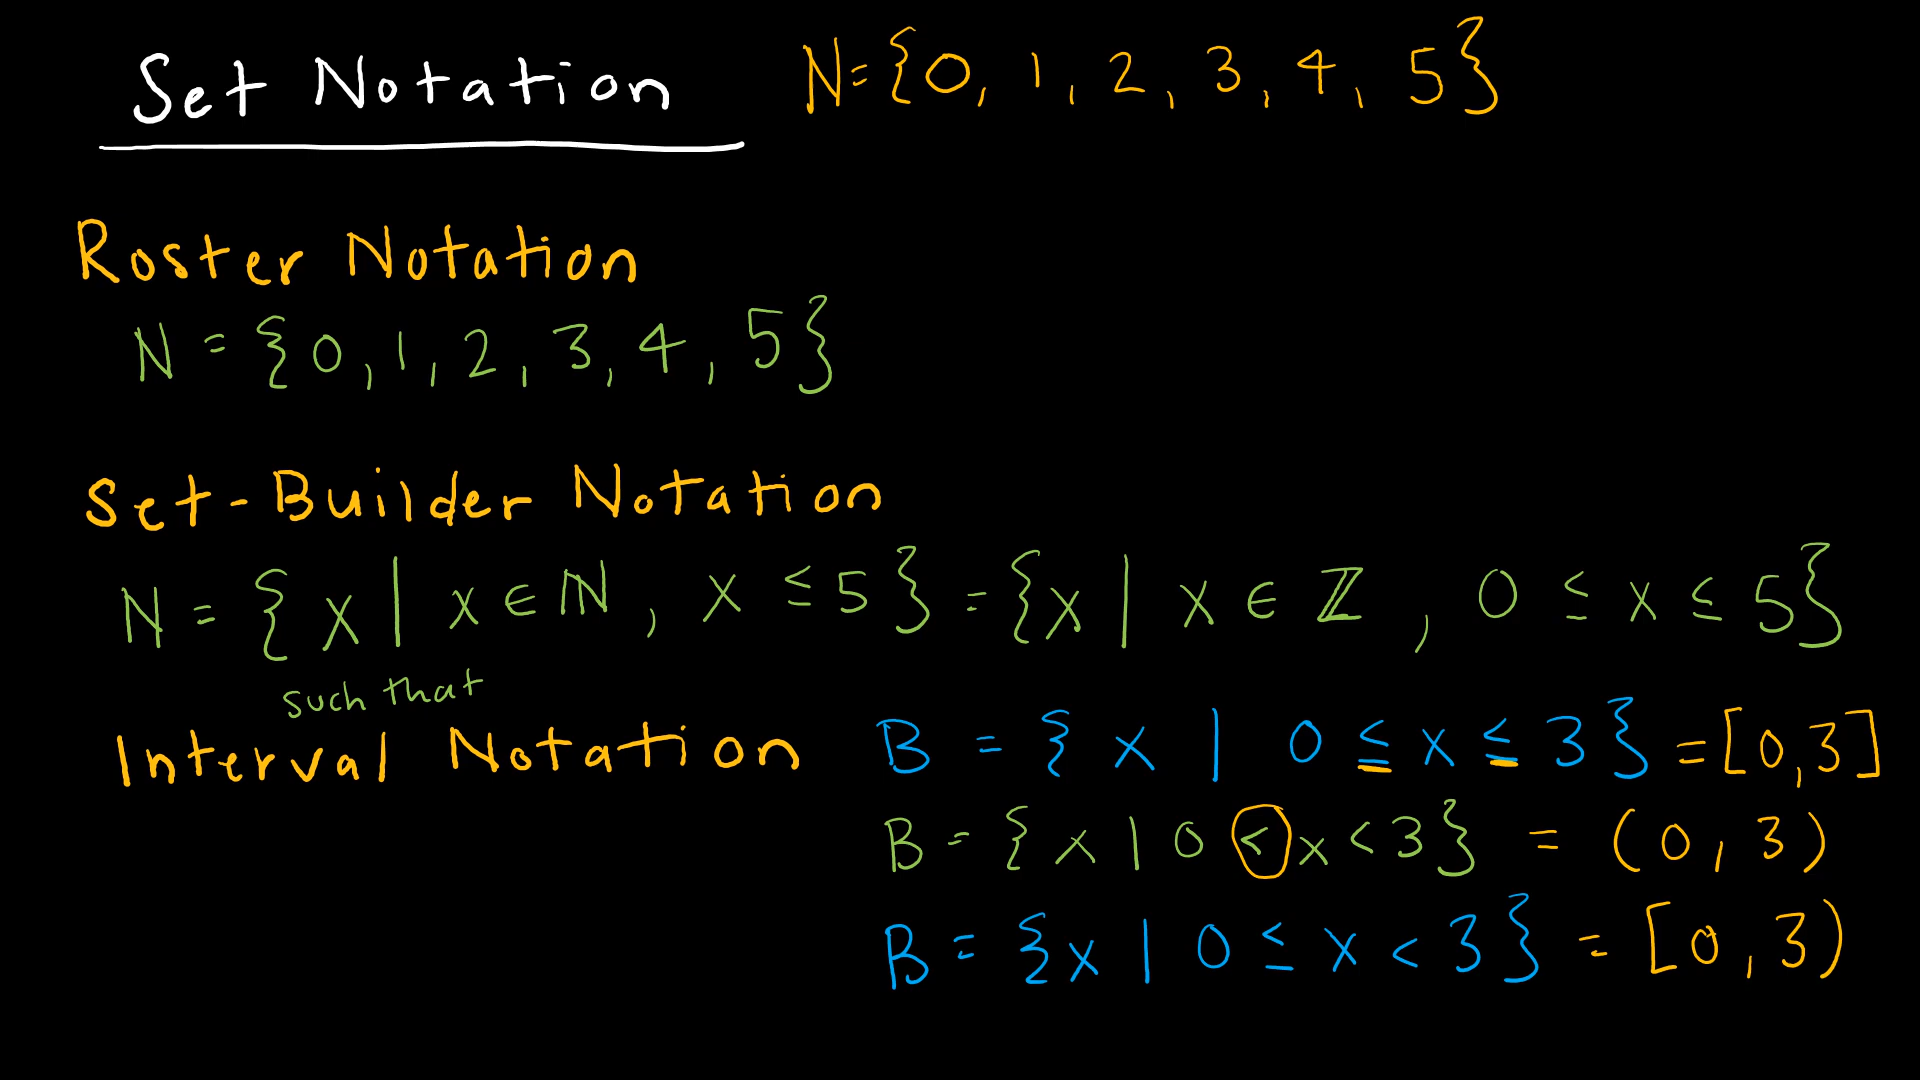 Set Notation
N={0, 1, 2, 3, 4, 5}
Roster Notation
N = {0, 1, 2, 3, 4, 5}
Set-Builder Notation
N = {x | x ∈ ℕ, x ≤ 5} = {x | x ∈ ℤ, 0 ≤ x ≤ 5}
such that
Interval Notation
B = {x | 0 ≤ x ≤ 3} = [0,3]
B = {x | 0 < x < 3} = (0, 3)
B = {x | 0 ≤ x < 3} = [0, 3)